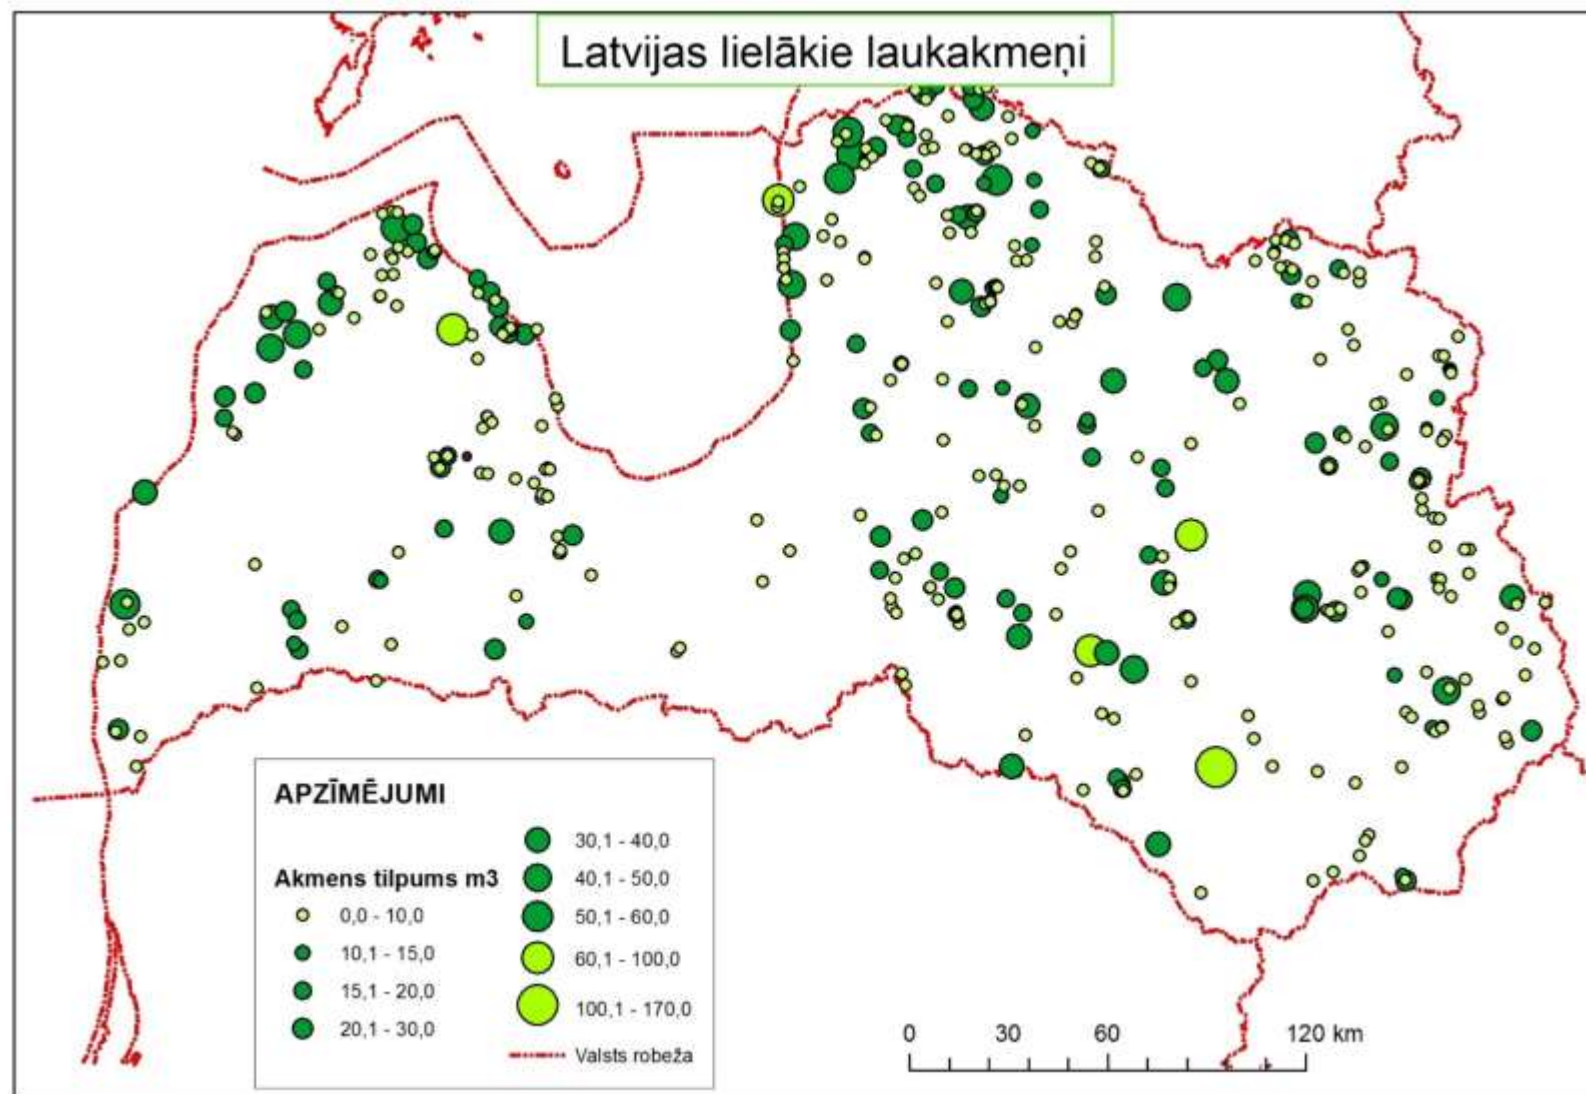 Latvijas lielākie laukakmeņi
APZĪMĒJUMI
Akmens tilpums m3
0,0 - 10,0
10,1 - 15,0
15,1 - 20,0
20,1 - 30,0
30,1 - 40,0
40,1 - 50,0
50,1 - 60,0
60,1 - 100,0
100,1 - 170,0
Valsts robeža
0 30 60 120 km